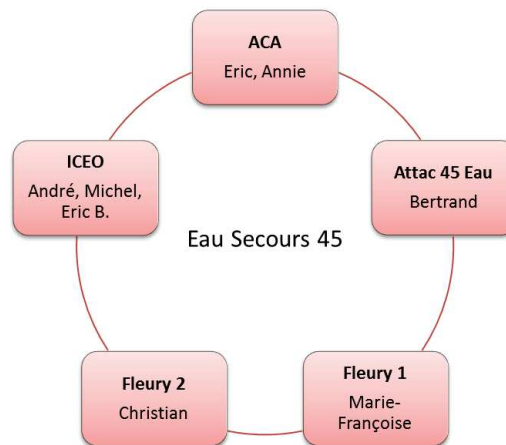 ACA
Eric, Annie
ICEO
André, Michel,
Eric B.
Attac 45 Eau
Bertrand
Eau Secours 45
Fleury 2
Christian
Fleury 1
Marie-
Françoise